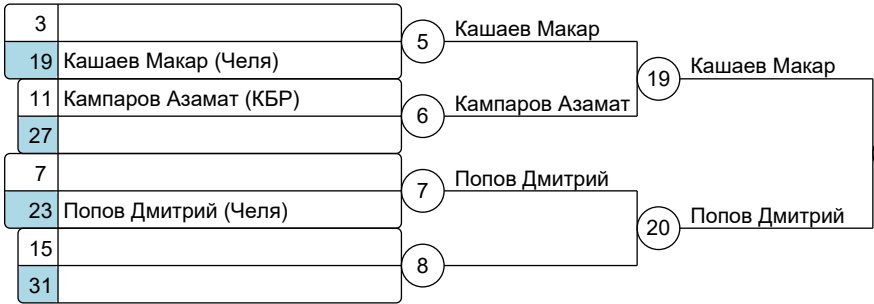 3
19 Кашаев Макар (Челя)
11 Кампаров Азамат (КБР)
27
7
23 Попов Дмитрий (Челя)
15
31
5
Кашаев Макар
6
Кампаров Азамат
7
Попов Дмитрий
8
19
Кашаев Макар
20
Попов Дмитрий